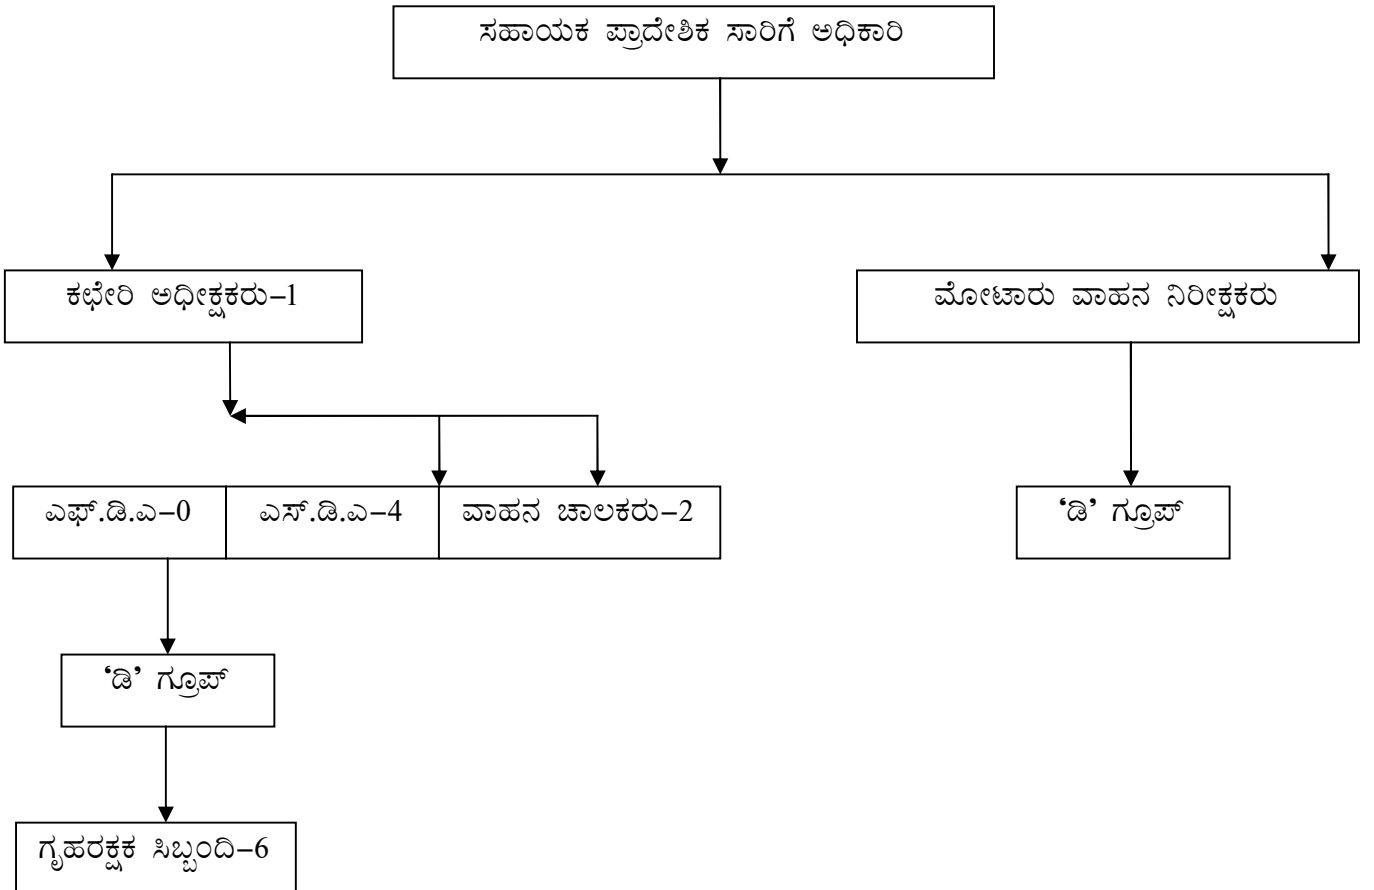 ಸಹಾಯಕ ಪ್ರಾದೇಶಿಕ ಸಾರಿಗೆ ಅಧಿಕಾರಿ
ಕಛೇರಿ ಅಧೀಕ್ಷಕರು–1
ಮೋಟಾರು ವಾಹನ ನಿರೀಕ್ಷಕರು
ಎಫ್.ಡಿ.ಎ–0
ಎಸ್.ಡಿ.ಎ–4
ವಾಹನ ಚಾಲಕರು–2
‘ಡಿ’ ಗ್ರೂಪ್
‘ಡಿ’ ಗ್ರೂಪ್
ಗೃಹರಕ್ಷಕ ಸಿಬ್ಬಂದಿ–6